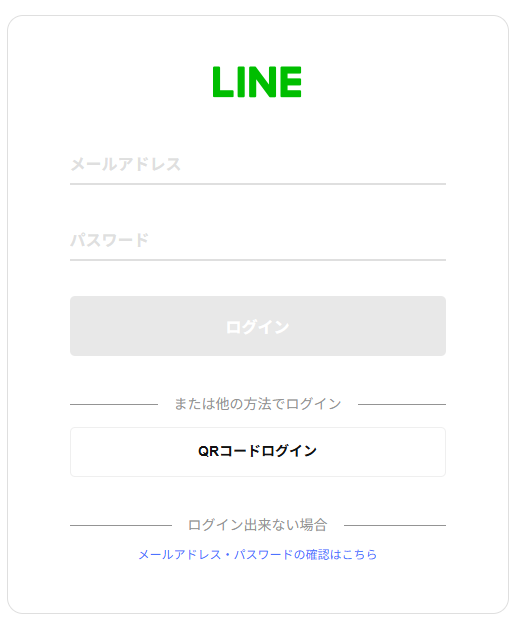 LINE
メールアドレス
パスワード
ログイン
または他の方法でログイン
QRコードログイン
ログイン出来ない場合
メールアドレス・パスワードの確認はこちら